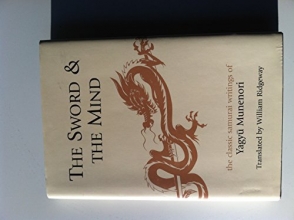 THE SWORD &
THE MIND
the classic samurai writings of
Yagyū Munenori
Translated by William Ridgeway